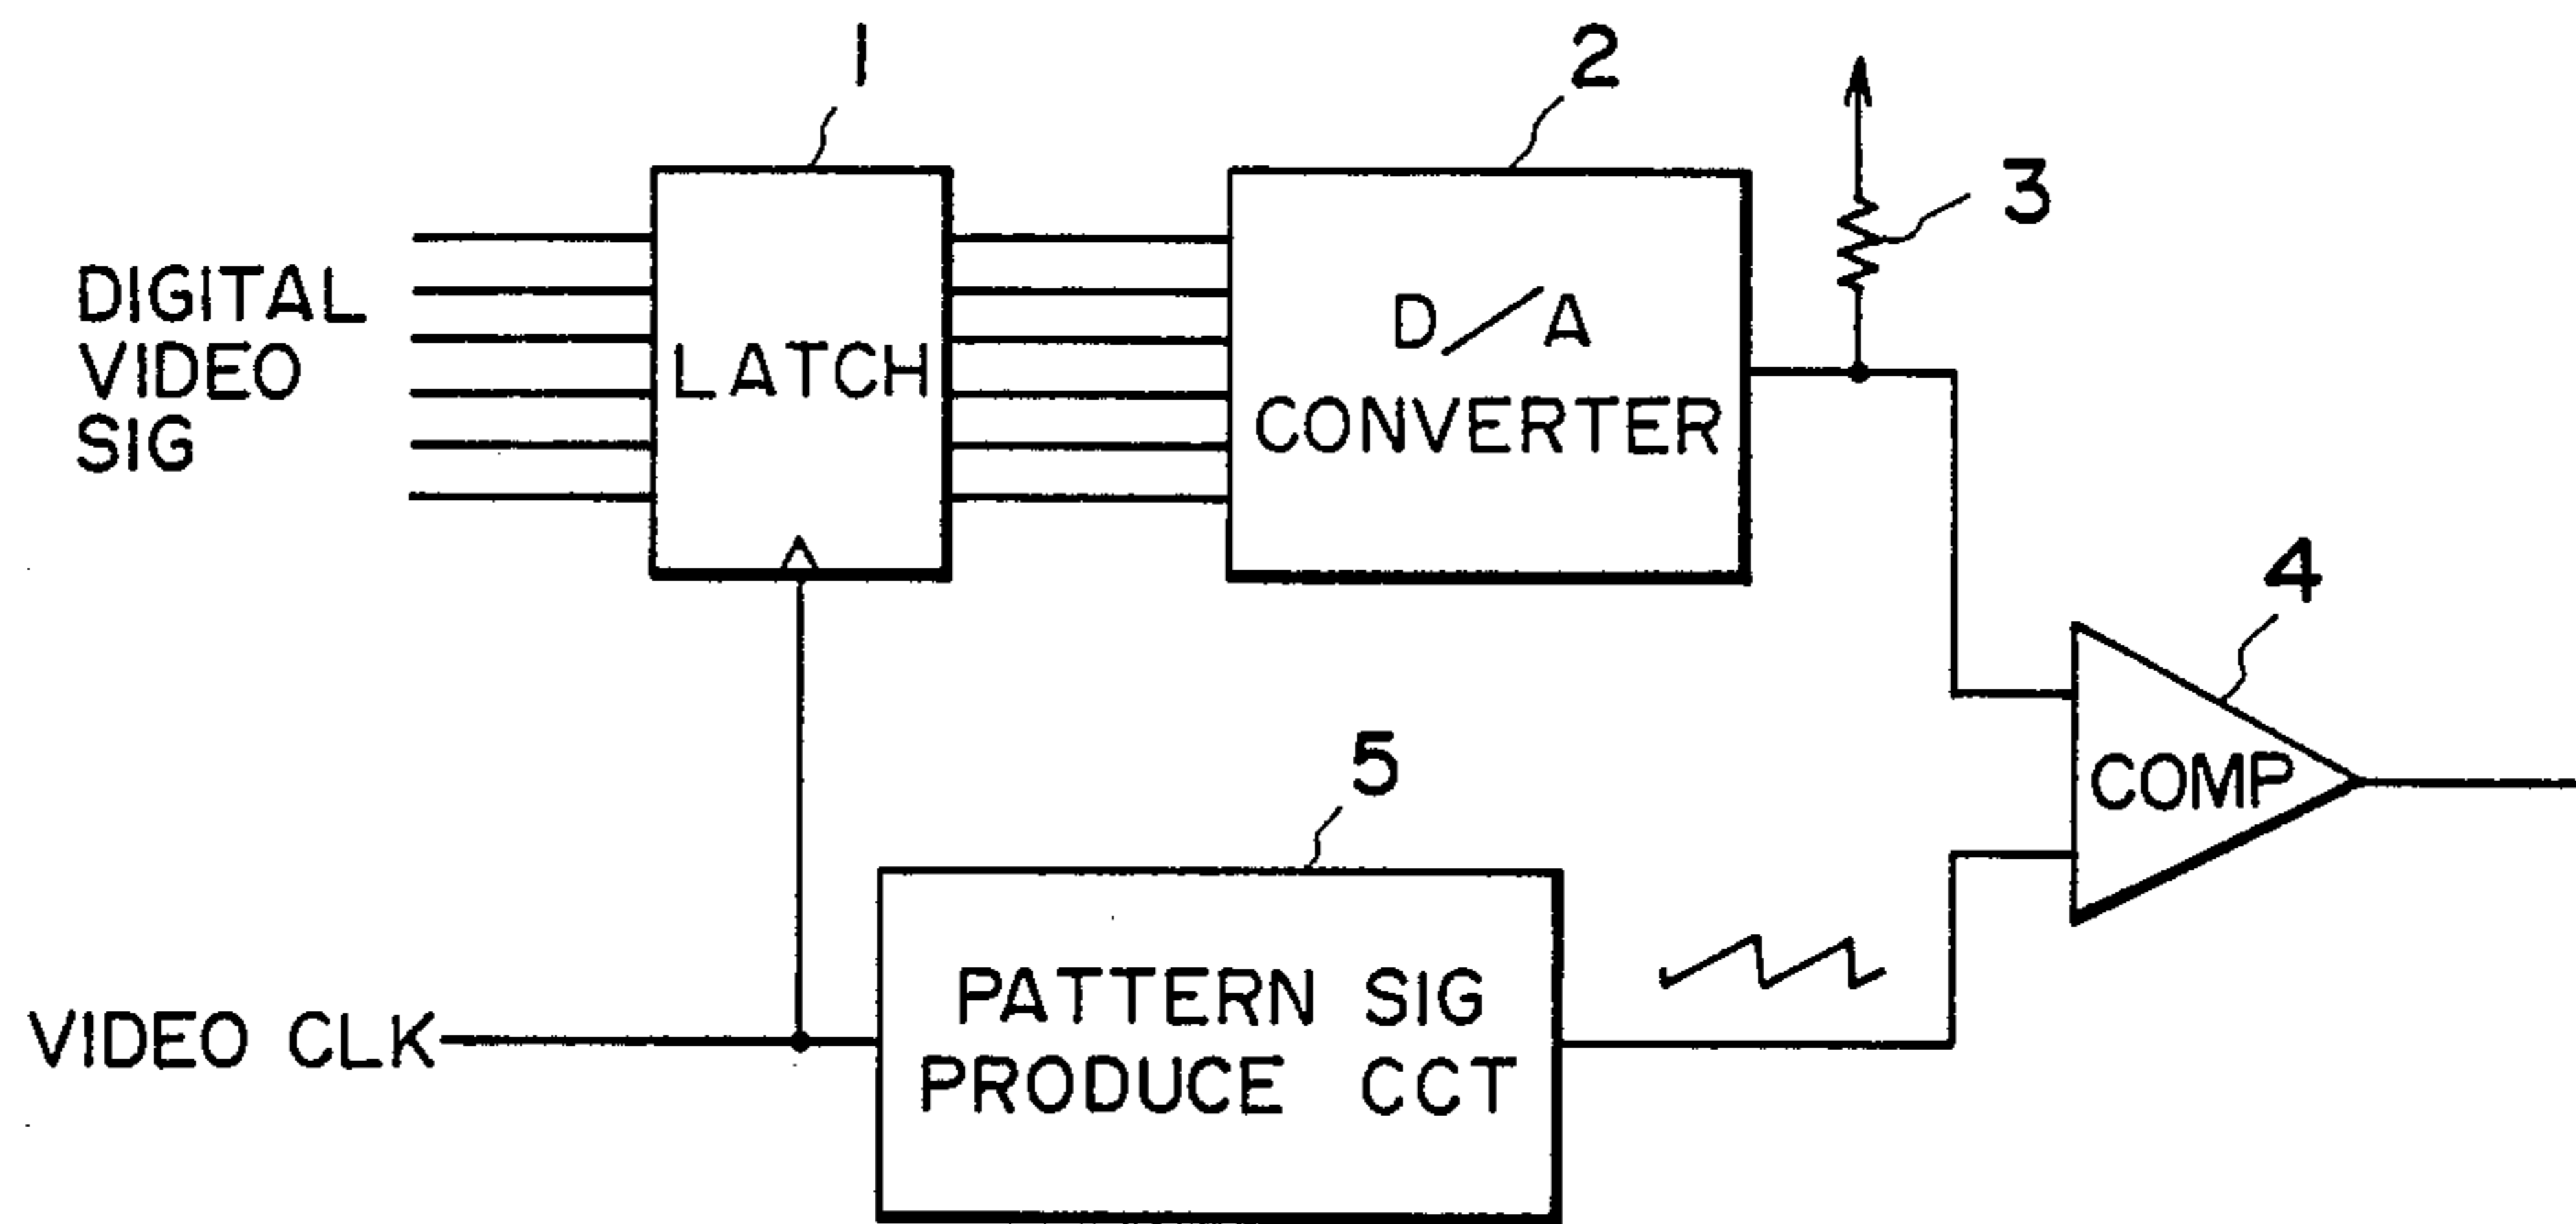 1
2
3
DIGITAL
VIDEO
SIG
LATCH
D/A
CONVERTER
4
COMP
5
PATTERN SIG
PRODUCE CCT
VIDEO CLK